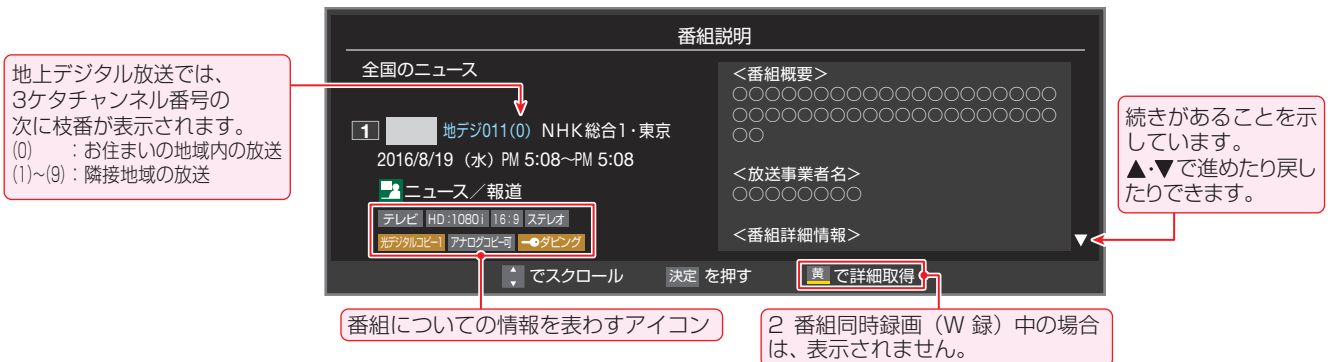 番組説明
地上デジタル放送では、
3ケタチャンネル番号の
次に枝番が表示されます。
(0)　：お住まいの地域内の放送
(1)~(9)：隣接地域の放送
全国のニュース
1 地デジ011(0) NHK総合1・東京
2016/8/19（水）PM 5:08〜PM 5:08
ニュース／報道
テレビ HD:1080i 16:9 ステレオ
光デジタルコピー1 アナログコピー可 ダビング
＜番組概要＞
○○○○○○○○○○○○○○○○○○○○
○○○○○○○○○○○○○○○○○○○○
○○
＜放送事業者名＞
○○○○○○○○
＜番組詳細情報＞
▼
続きがあることを示
しています。
▲・▼で進めたり戻し
たりできます。
でスクロール 決定 を押す 黄 で詳細取得
番組についての情報を表わすアイコン
2 番組同時録画（W 録）中の場合
は、表示されません。